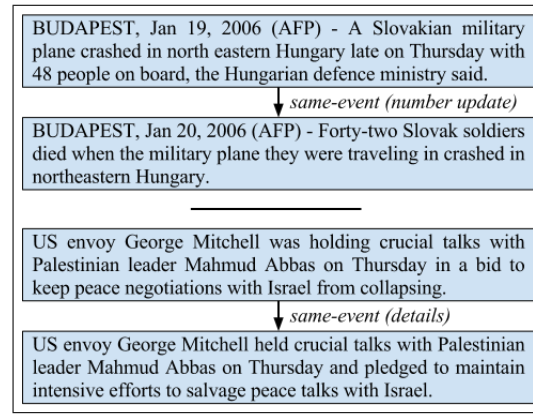 BUDAPEST, Jan 19, 2006 (AFP) - A Slovakian military
plane crashed in north eastern Hungary late on Thursday with
48 people on board, the Hungarian defence ministry said.
same-event (number update)
BUDAPEST, Jan 20, 2006 (AFP) - Forty-two Slovak soldiers
died when the military plane they were traveling in crashed in
northeastern Hungary.
US envoy George Mitchell was holding crucial talks with
Palestinian leader Mahmud Abbas on Thursday in a bid to
keep peace negotiations with Israel from collapsing.
same-event (details)
US envoy George Mitchell held crucial talks with Palestinian
leader Mahmud Abbas on Thursday and pledged to maintain
intensive efforts to salvage peace talks with Israel.